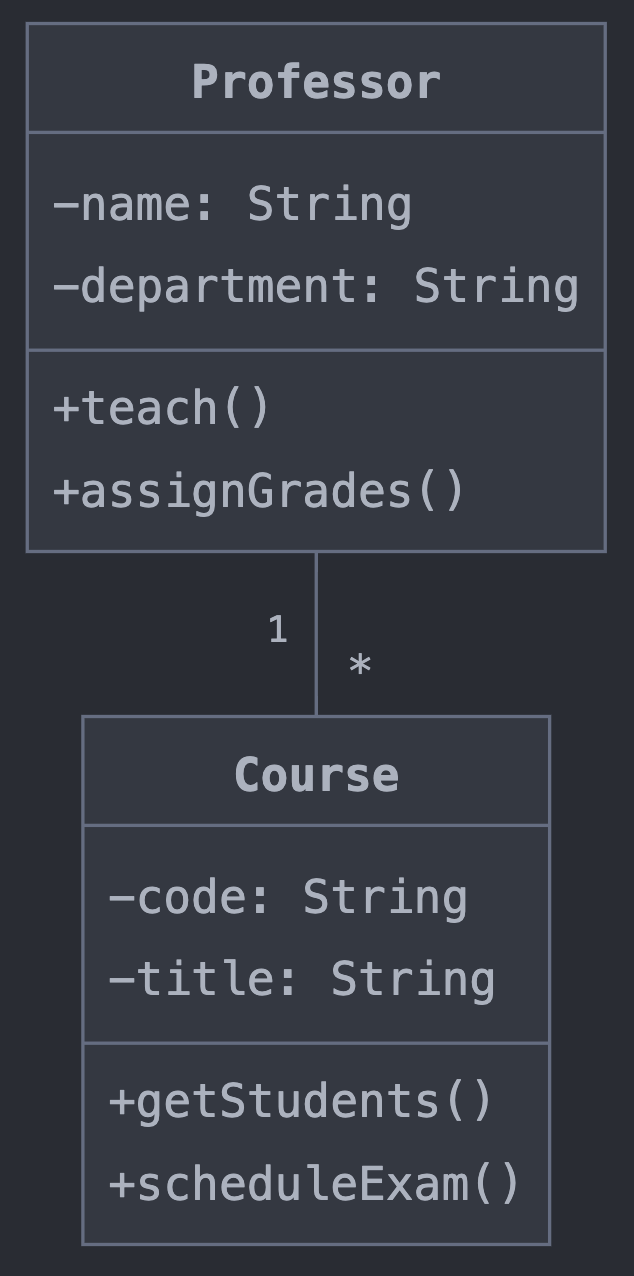 Professor
-name: String
-department: String
+teach()
+assignGrades()
1
*
Course
-code: String
-title: String
+getStudents()
+scheduleExam()